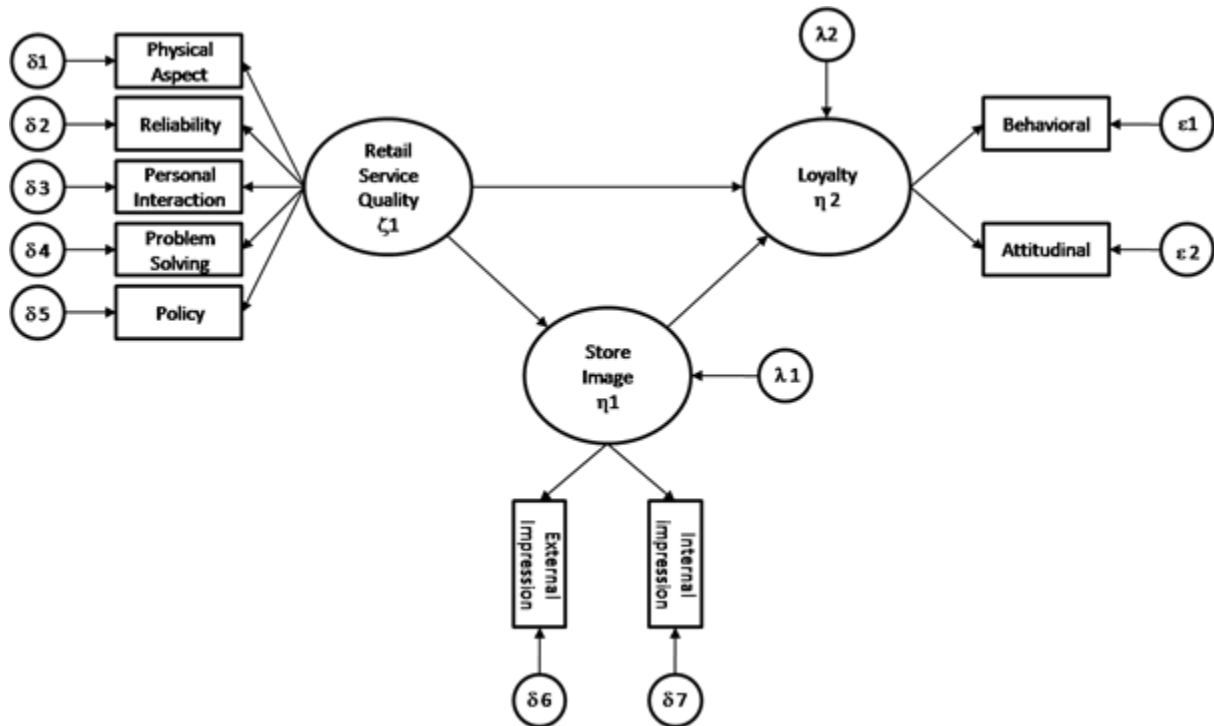 δ1
Physical
Aspect
δ2
Reliability
δ3
Personal
Interaction
δ4
Problem
Solving
δ5
Policy
Retail
Service
Quality
ζ1
λ2
Loyalty
η 2
Behavioral
ε1
Attitudinal
ε 2
Store
Image
η1
λ 1
External
Impression
Internal
impression
δ6
δ7